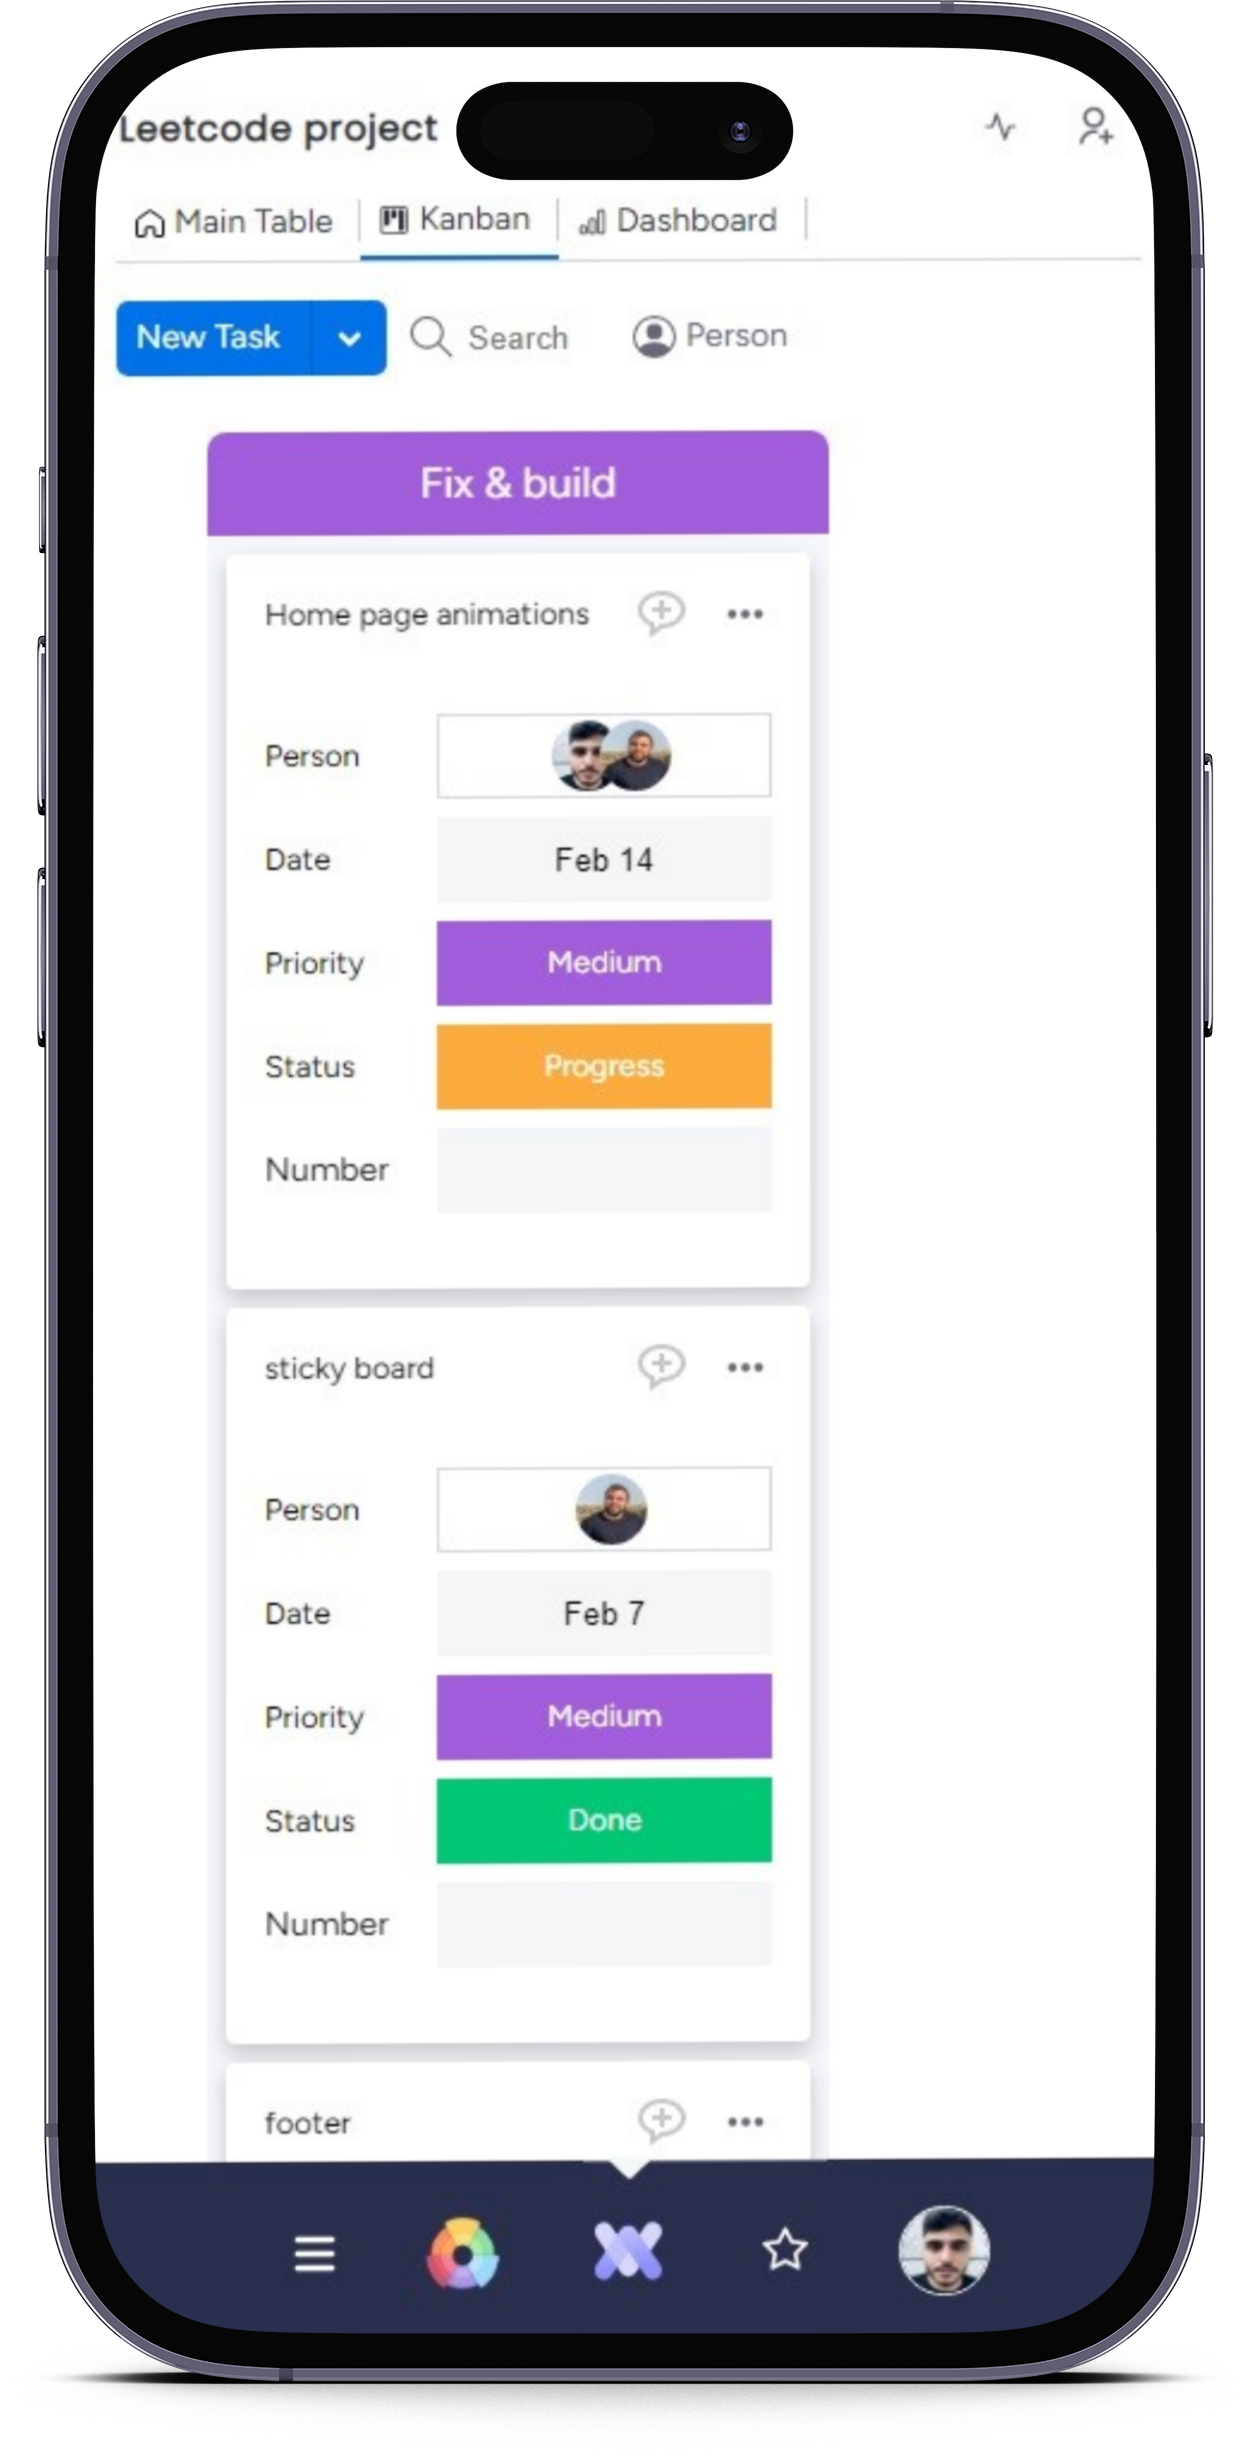 Leetcode project
Main Table
Kanban
Dashboard
New Task
Search
Person
Fix & build
Home page animations
Person
Date
Feb 14
Priority
Medium
Status
Progress
Number
sticky board
Person
Date
Feb 7
Priority
Medium
Status
Done
Number
footer